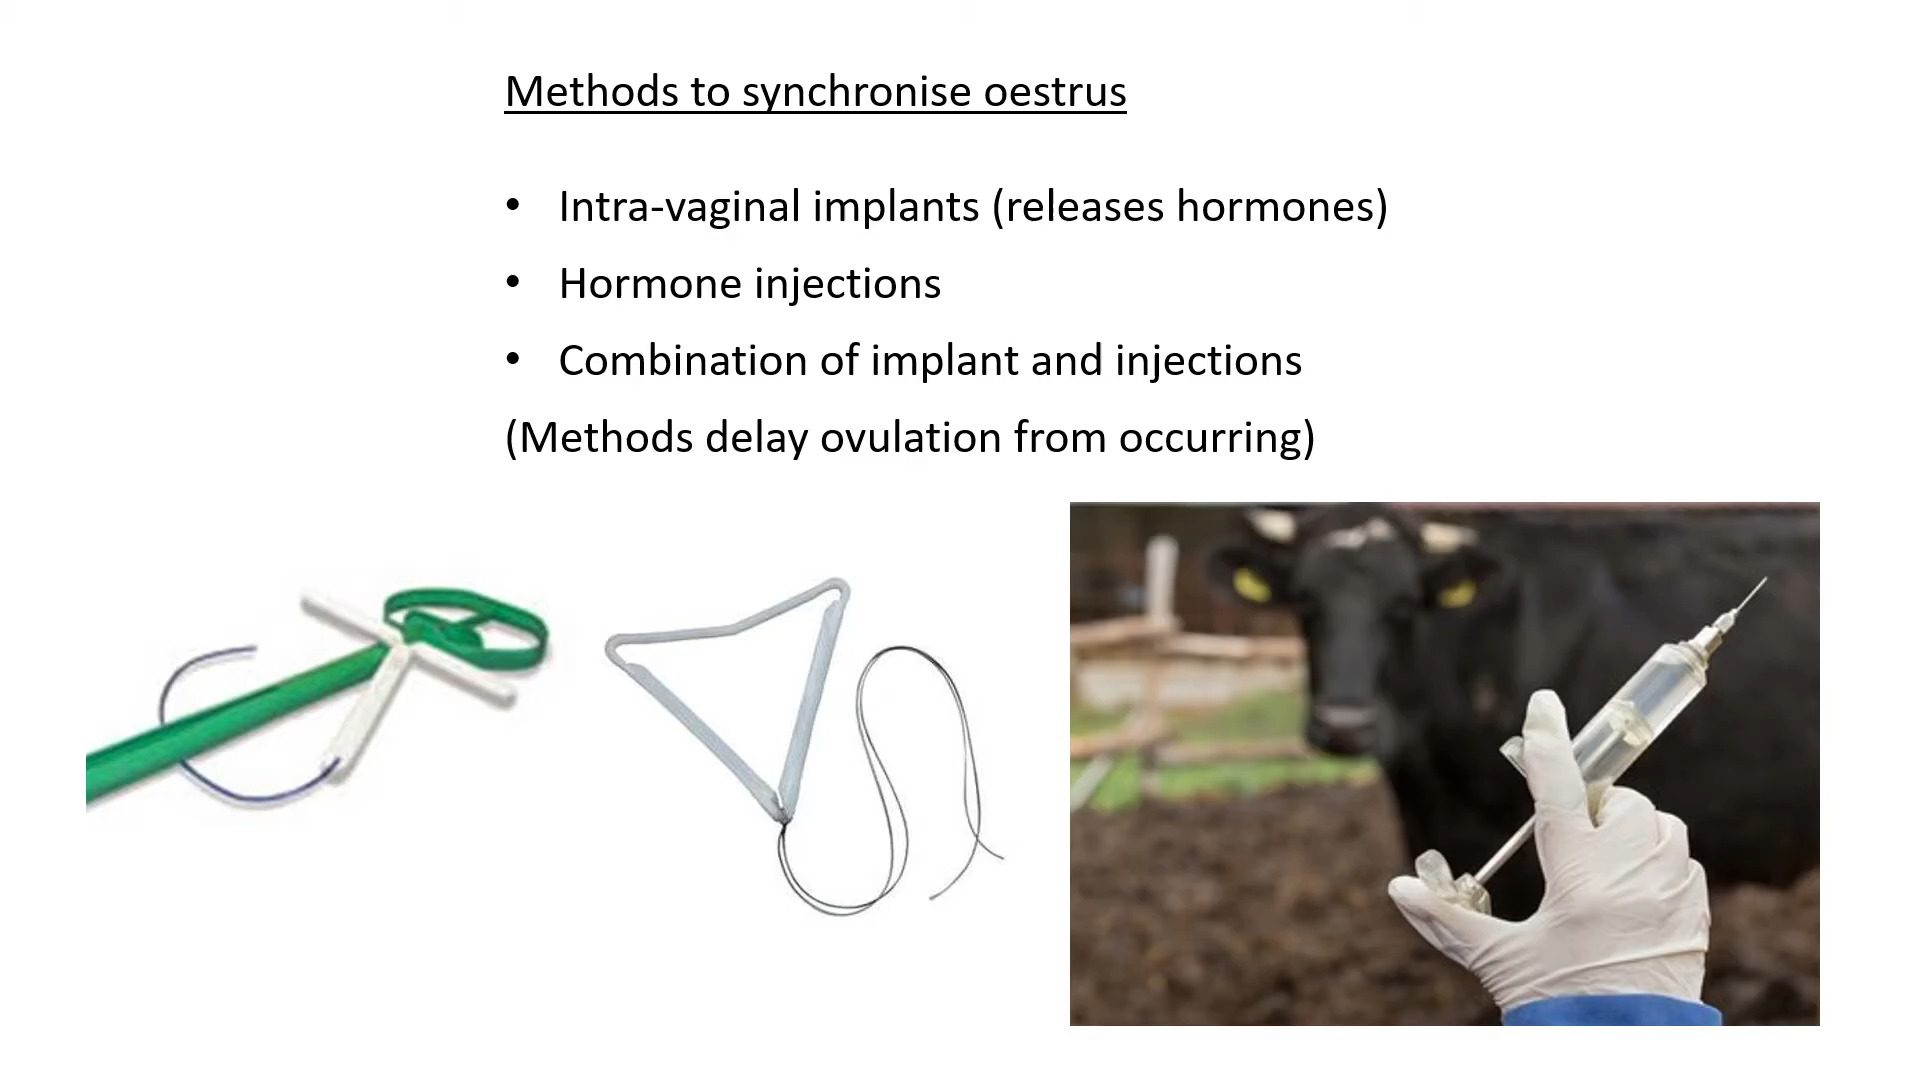 Methods to synchronise oestrus
• Intra-vaginal implants (releases hormones)
• Hormone injections
• Combination of implant and injections
(Methods delay ovulation from occurring)